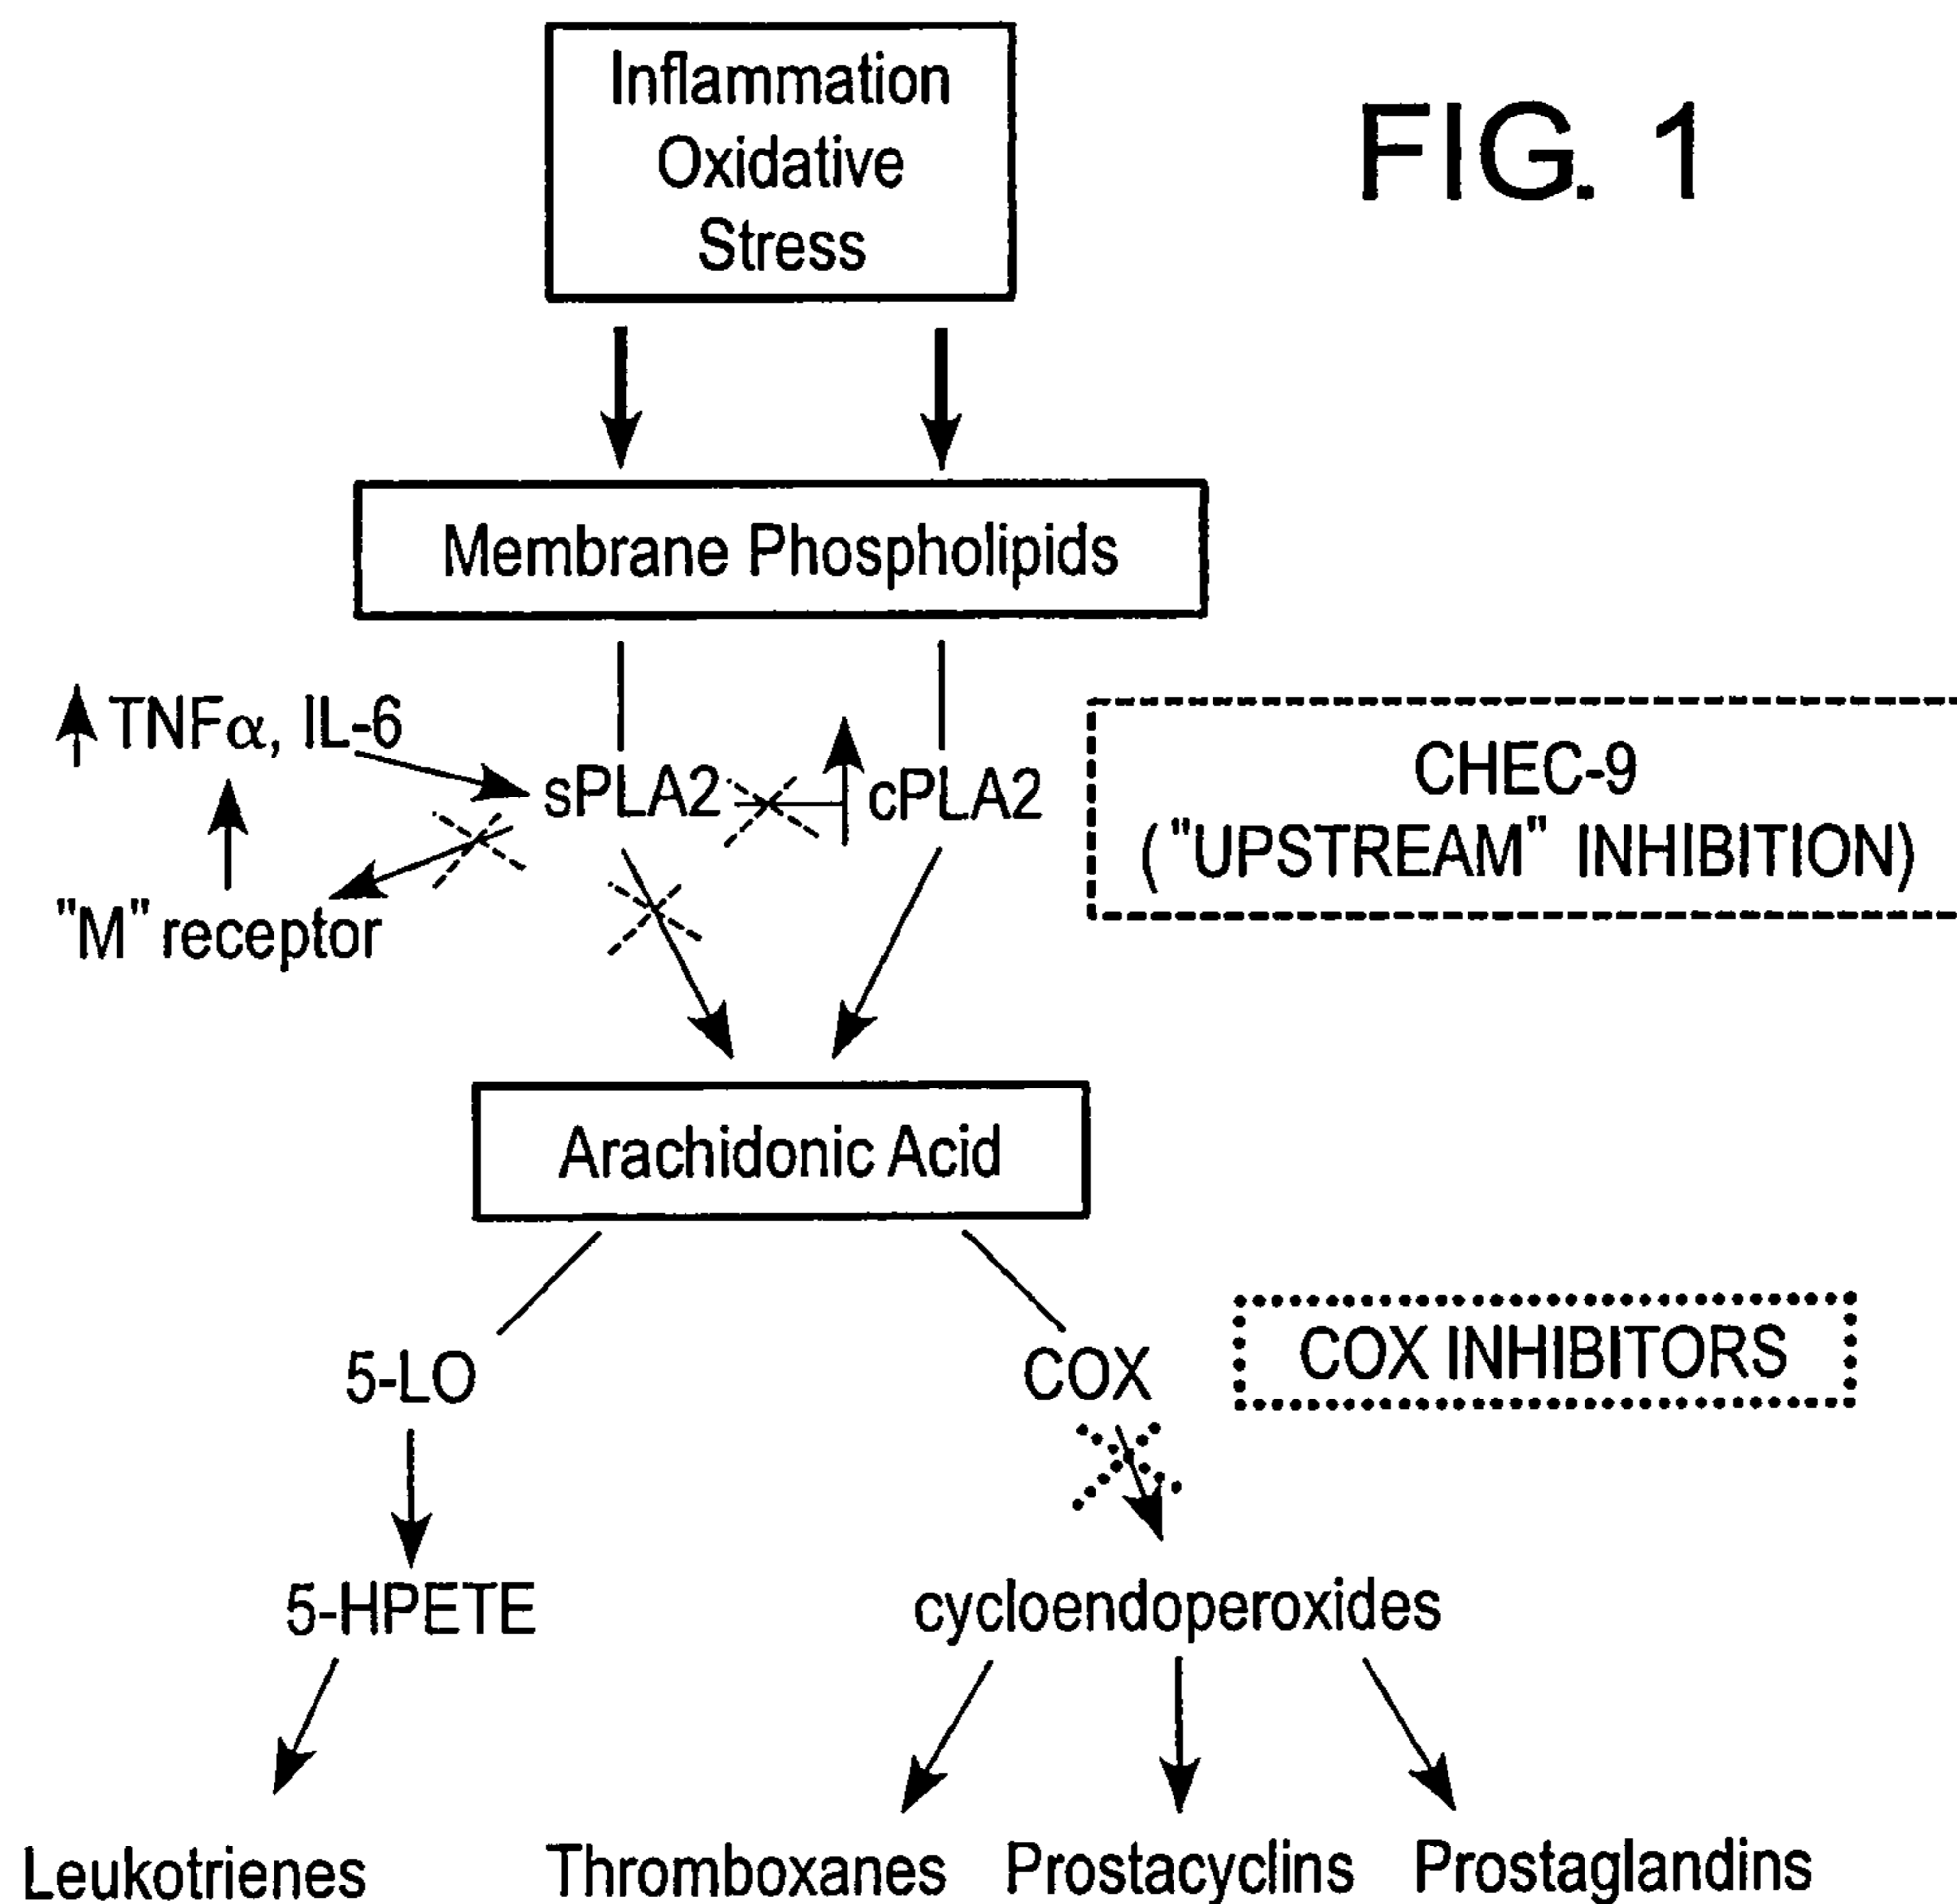 FIG. 1
Inflammation
Oxidative
Stress
Membrane Phospholipids
TNFα, IL-6
sPLA2
cPLA2
CHEC-9
("UPSTREAM" INHIBITION)
"M" receptor
Arachidonic Acid
5-LO
COX
COX INHIBITORS
5-HPETE
cycloendoperoxides
Leukotrienes
Thromboxanes
Prostacyclins
Prostaglandins